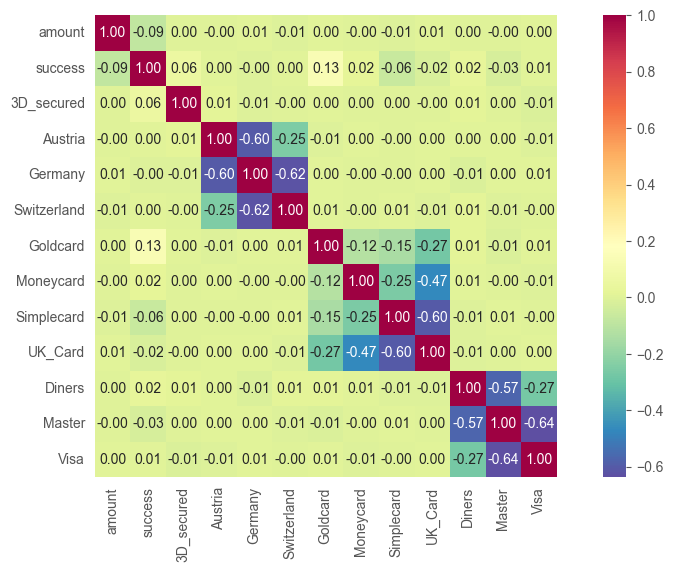 amount 1.00 -0.09 0.00 -0.00 0.01 -0.01 0.00 -0.00 -0.01 0.01 0.00 -0.00 0.00
success -0.09 1.00 0.06 0.00 -0.00 0.00 0.13 0.02 -0.06 -0.02 0.02 -0.03 0.01
3D_secured 0.00 0.06 1.00 0.01 -0.01 -0.00 0.00 0.00 -0.00 -0.00 0.01 0.00 -0.01
Austria -0.00 0.00 0.01 1.00 -0.60 -0.25 -0.01 0.00 -0.00 0.00 0.00 0.00 -0.01
Germany 0.01 -0.00 -0.01 -0.60 1.00 -0.62 0.00 -0.00 -0.00 0.00 -0.01 0.00 0.01
Switzerland -0.01 0.00 -0.00 -0.25 -0.62 1.00 0.01 -0.00 0.01 -0.01 0.01 -0.00 -0.00
Goldcard 0.00 0.13 0.00 -0.01 0.00 0.01 1.00 -0.12 -0.15 -0.27 0.01 -0.01 0.01
Moneycard -0.00 0.02 0.00 0.00 -0.00 -0.00 -0.12 1.00 -0.25 -0.47 0.01 -0.00 -0.01
Simplecard -0.01 -0.06 -0.00 -0.00 -0.00 0.01 -0.15 -0.25 1.00 -0.60 -0.01 0.01 -0.00
UK_Card 0.01 -0.02 -0.00 0.00 0.00 -0.01 -0.27 -0.47 -0.60 1.00 -0.01 0.00 0.00
Diners 0.00 0.02 0.01 0.00 -0.01 0.01 0.01 0.01 -0.01 -0.01 1.00 -0.57 -0.27
Master -0.00 -0.03 0.00 0.00 0.00 -0.00 -0.01 -0.00 0.01 0.00 -0.57 1.00 -0.64
Visa 0.00 0.01 -0.01 -0.01 0.01 -0.00 0.01 -0.01 -0.00 0.00 -0.27 -0.64 1.00
amount success 3D_secured Austria Germany Switzerland Goldcard Moneycard Simplecard UK_Card Diners Master Visa
1.0
0.8
0.6
0.4
0.2
0.0
−0.2
−0.4
−0.6